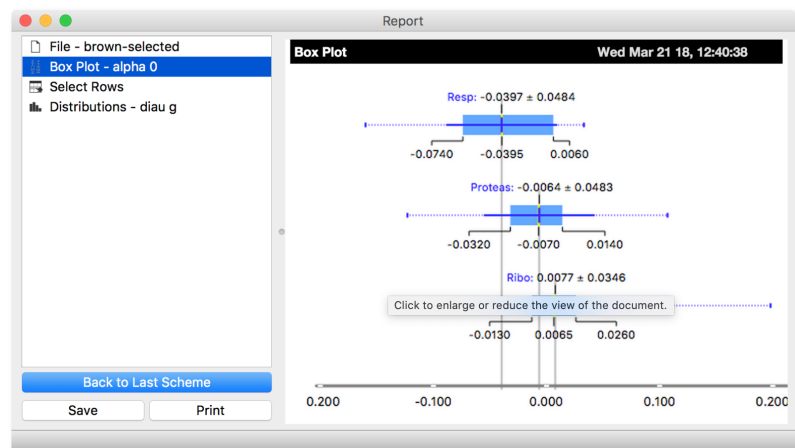 Report
File - brown-selected
Box Plot - alpha 0
Select Rows
Distributions - diau g
Back to Last Scheme
Save
Print
Box Plot
Wed Mar 21 18, 12:40:38
Resp: -0.0397 ± 0.0484
-0.0740 -0.0395 0.0060
Proteas: -0.0064 ± 0.0483
-0.0320 -0.0070 0.0140
Ribo: 0.0077 ± 0.0346
Click to enlarge or reduce the view of the document.
-0.0130 0.0065 0.0260
0.200 -0.100 0.000 0.100 0.200